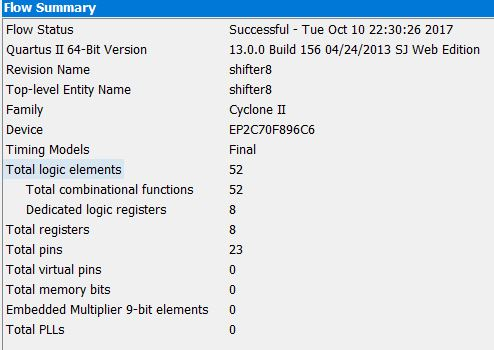 Flow Summary
Flow Status Successful - Tue Oct 10 22:30:26 2017
Quartus II 64-Bit Version 13.0.0 Build 156 04/24/2013 SJ Web Edition
Revision Name shifter8
Top-level Entity Name shifter8
Family Cyclone II
Device EP2C70F896C6
Timing Models Final
Total logic elements 52
Total combinational functions 52
Dedicated logic registers 8
Total registers 8
Total pins 23
Total virtual pins 0
Total memory bits 0
Embedded Multiplier 9-bit elements 0
Total PLLs 0